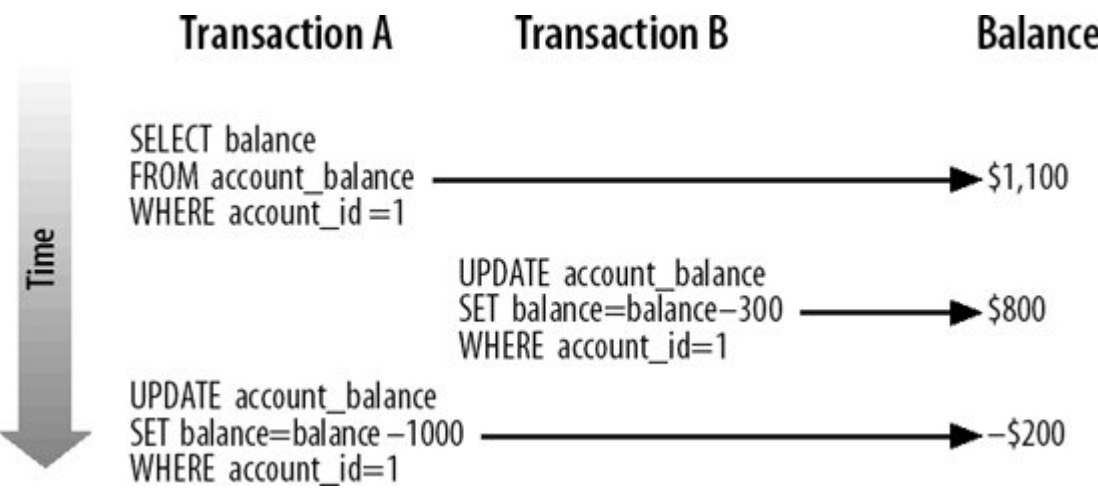 Transaction A Transaction B Balance
Time
SELECT balance
FROM account_balance
WHERE account_id =1
$1,100
UPDATE account_balance
SET balance=balance–300
WHERE account_id=1
$800
UPDATE account_balance
SET balance=balance –1000
WHERE account_id=1
–$200